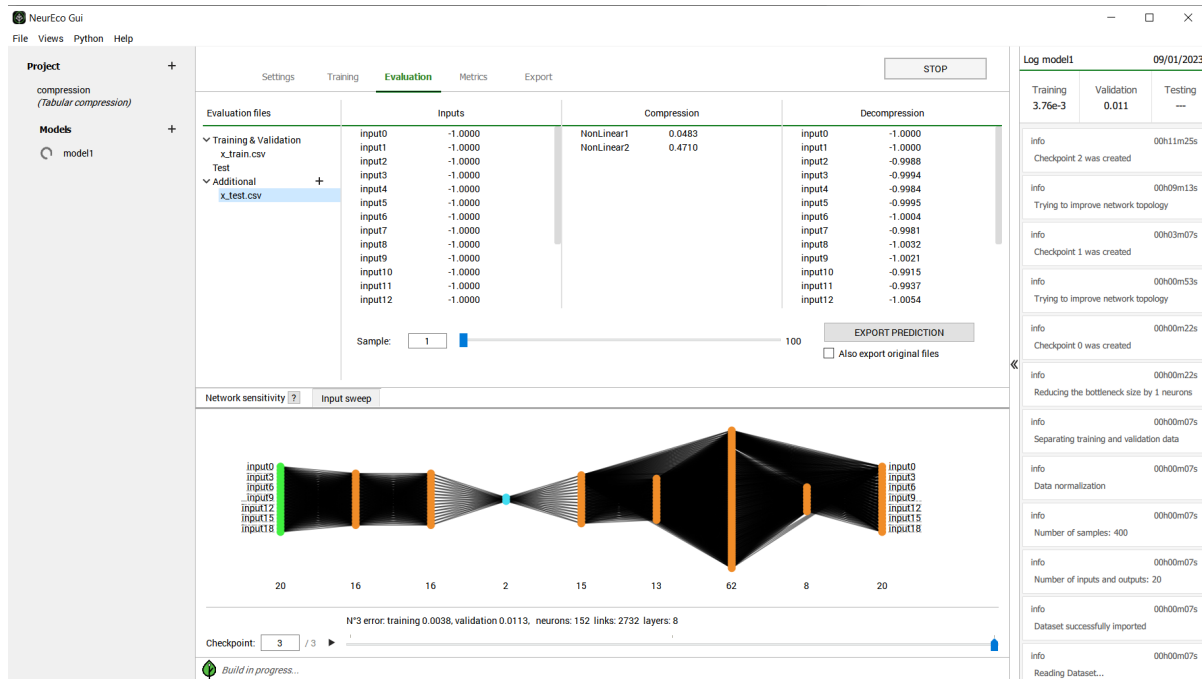 NeurEco Gui
File Views Python Help
Project +
compression
(Tabular compression)
Models +
model1
Settings Training Evaluation Metrics Export
STOP
Evaluation files
Training & Validation
x_train.csv
Test
Additional +
x_test.csv
Inputs Compression Decompression
input0 -1.0000 NonLinear1 0.0483 input0 -1.0000
input1 -1.0000 NonLinear2 0.4710 input1 -1.0000
input2 -1.0000 input2 -0.9988
input3 -1.0000 input3 -0.9994
input4 -1.0000 input4 -0.9984
input5 -1.0000 input5 -0.9995
input6 -1.0000 input6 -1.0004
input7 -1.0000 input7 -0.9981
input8 -1.0000 input8 -1.0032
input9 -1.0000 input9 -1.0021
input10 -1.0000 input10 -0.9915
input11 -1.0000 input11 -0.9937
input12 -1.0000 input12 -1.0054
Sample: 1 100
EXPORT PREDICTION
Also export original files
Network sensitivity ? Input sweep
input0 input0
input3 input3
input6 input6
input9 input9
input12 input12
input15 input15
input18 input18
20 16 16 2 15 13 62 8 20
N°3 error: training 0.0038, validation 0.0113, neurons: 152 links: 2732 layers: 8
Checkpoint: 3 / 3
Build in progress...
Log model1 09/01/2023
Training Validation Testing
3.76e-3 0.011 ---
info 00h11m25s
Checkpoint 2 was created
info 00h09m13s
Trying to improve network topology
info 00h03m07s
Checkpoint 1 was created
info 00h00m53s
Trying to improve network topology
info 00h00m22s
Checkpoint 0 was created
info 00h00m22s
Reducing the bottleneck size by 1 neurons
info 00h00m07s
Separating training and validation data
info 00h00m07s
Data normalization
info 00h00m07s
Number of samples: 400
info 00h00m07s
Number of inputs and outputs: 20
info 00h00m07s
Dataset successfully imported
info 00h00m07s
Reading Dataset...